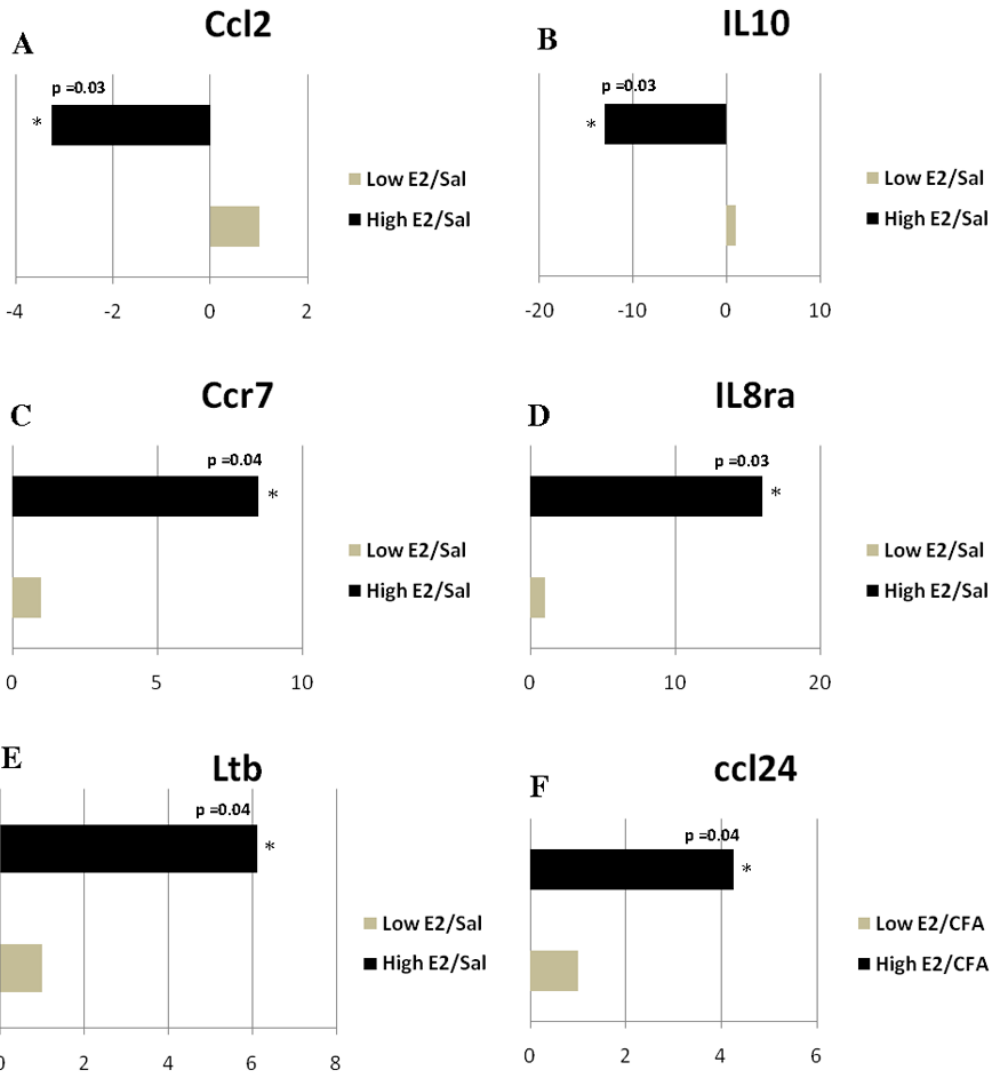 A
Ccl2
p =0.03
*
Low E2/Sal
High E2/Sal
-4 -2 0 2
B
IL10
p =0.03
*
Low E2/Sal
High E2/Sal
-20 -10 0 10
C
Ccr7
p =0.04
*
Low E2/Sal
High E2/Sal
0 5 10
D
IL8ra
p =0.03
*
Low E2/Sal
High E2/Sal
0 10 20
E
Ltb
p =0.04
*
Low E2/Sal
High E2/Sal
0 2 4 6 8
F
ccl24
p =0.04
*
Low E2/CFA
High E2/CFA
0 2 4 6